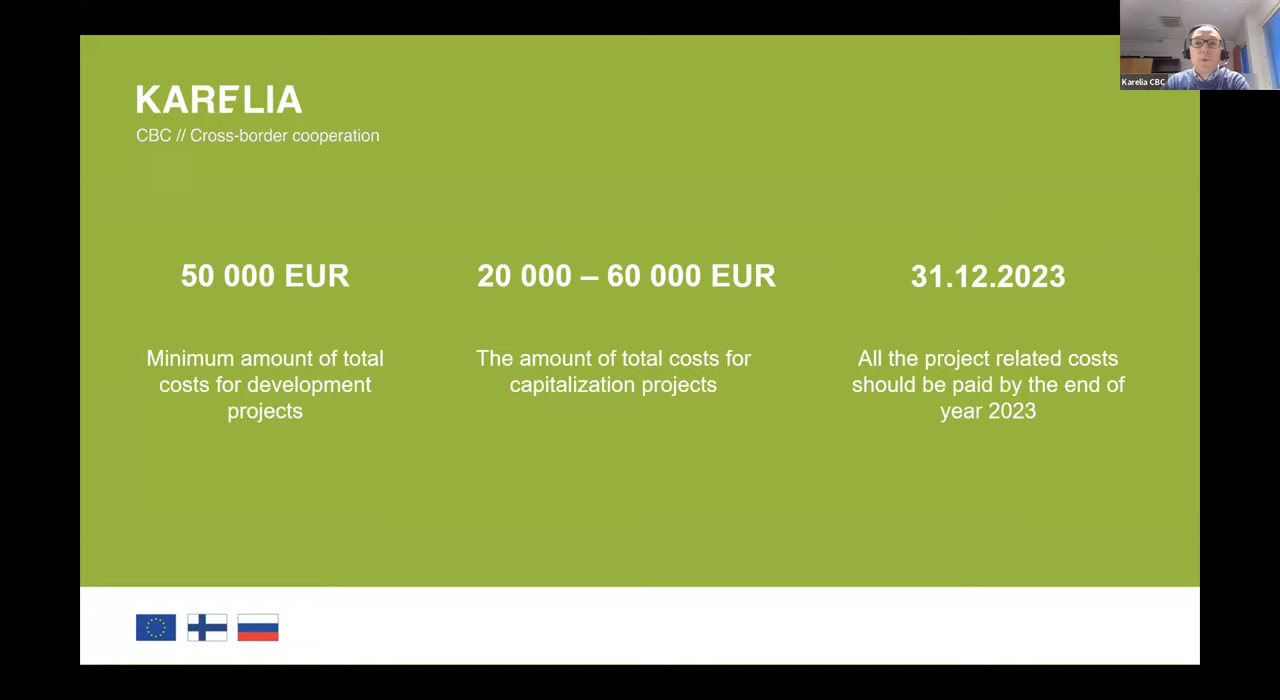 KARELIA
CBC // Cross-border cooperation
50 000 EUR
Minimum amount of total
costs for development
projects
20 000 – 60 000 EUR
The amount of total costs for
capitalization projects
31.12.2023
All the project related costs
should be paid by the end of
year 2023
Karelia CBC